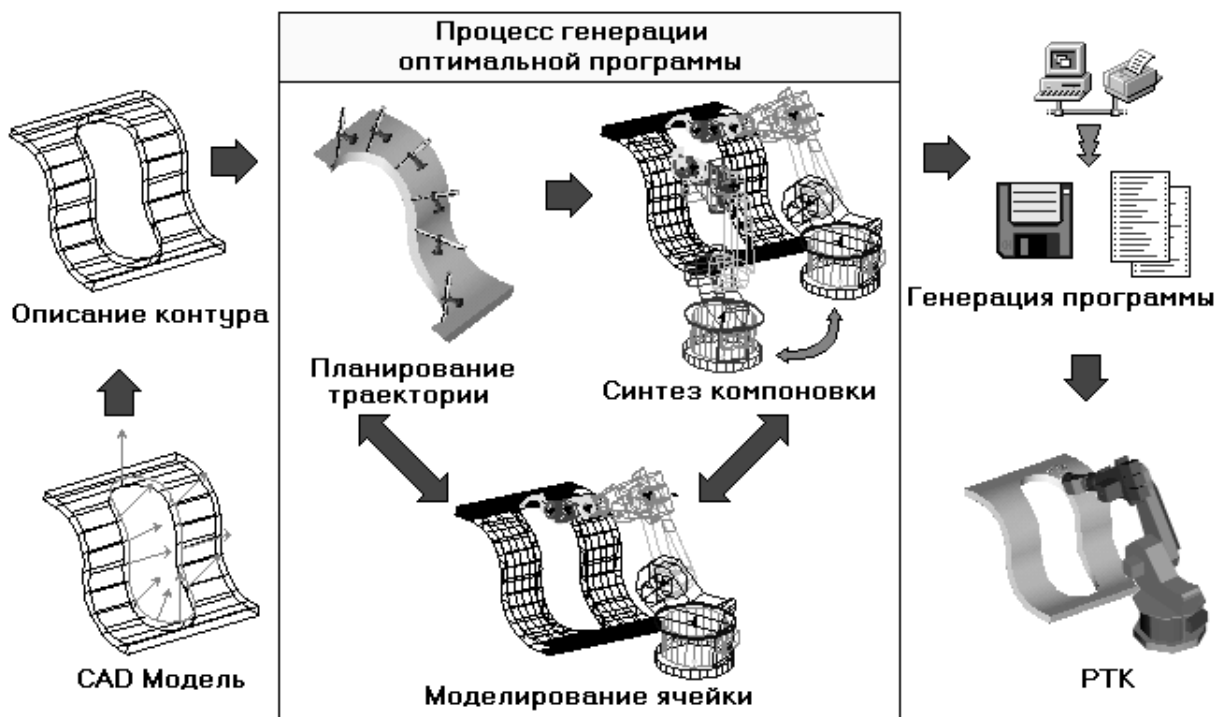 Процесс генерации
оптимальной программы
Описание контура
Планирование
траектории
Синтез компоновки
Генерация программы
CAD Модель
Моделирование ячейки
РТК